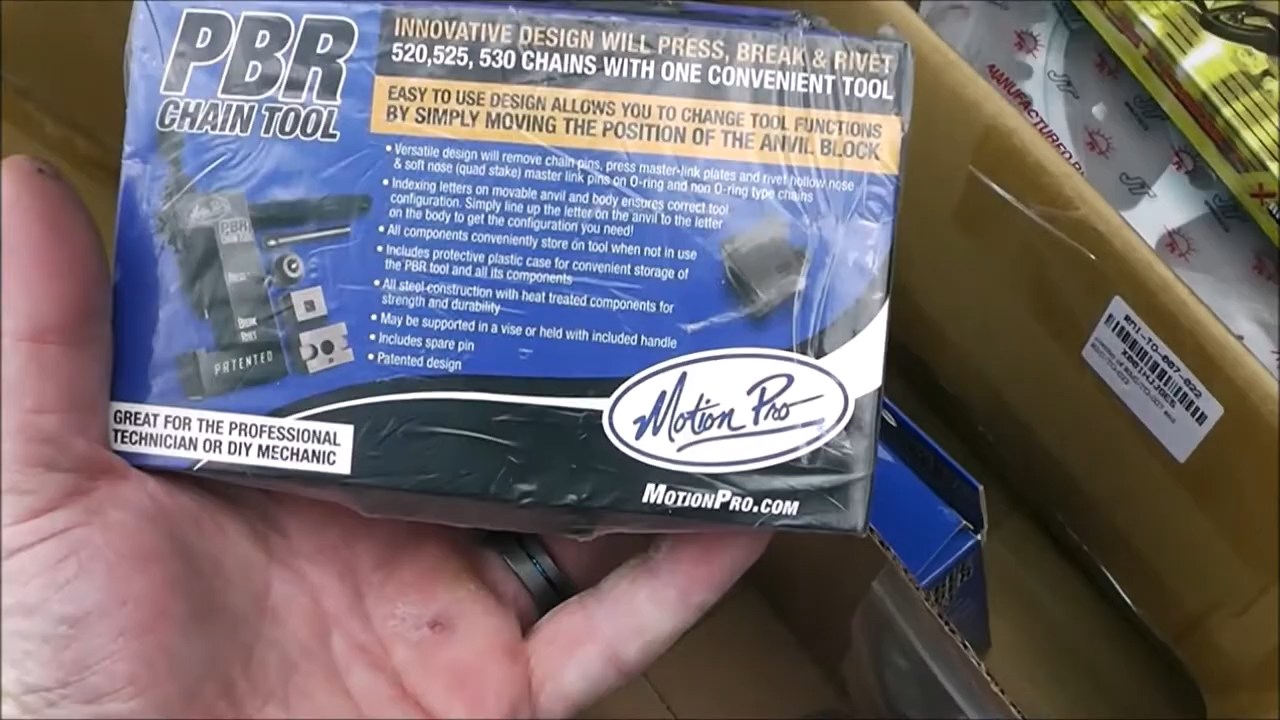 PBR
CHAIN TOOL
INNOVATIVE DESIGN WILL PRESS, BREAK & RIVET
520,525, 530 CHAINS WITH ONE CONVENIENT TOOL
EASY TO USE DESIGN ALLOWS YOU TO CHANGE TOOL FUNCTIONS
BY SIMPLY MOVING THE POSITION OF THE ANVIL BLOCK
• Versatile design will remove chain pins, press master-link plates and rivet hollow nose
& soft nose (quad stake) master link pins on O-ring and non O-ring type chains
• Indexing letters on movable anvil and body ensures correct tool
configuration. Simply line up the letter on the anvil to the letter
on the body to get the configuration you need!
• All components conveniently store on tool when not in use
• Includes protective plastic case for convenient storage of
the PBR tool and all its components
• All steel construction with heat treated components for
strength and durability
• May be supported in a vise or held with included handle
• Includes spare pin
• Patented design
PBR
PATENTED
GREAT FOR THE PROFESSIONAL
TECHNICIAN OR DIY MECHANIC
Motion Pro
MOTIONPRO.COM
JT
JT
JT
MANUFACTURED